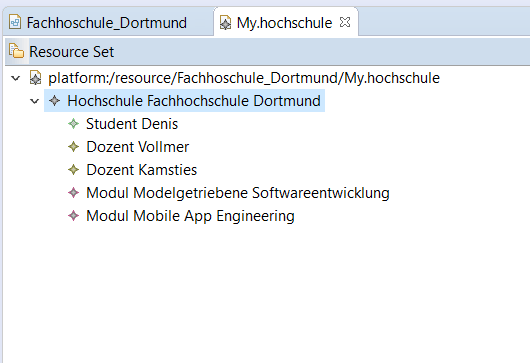 Fachhoschule_Dortmund My.hochschule
Resource Set
platform:/resource/Fachhoschule_Dortmund/My.hochschule
Hochschule Fachhochschule Dortmund
Student Denis
Dozent Vollmer
Dozent Kamsties
Modul Modelgetriebene Softwareentwicklung
Modul Mobile App Engineering